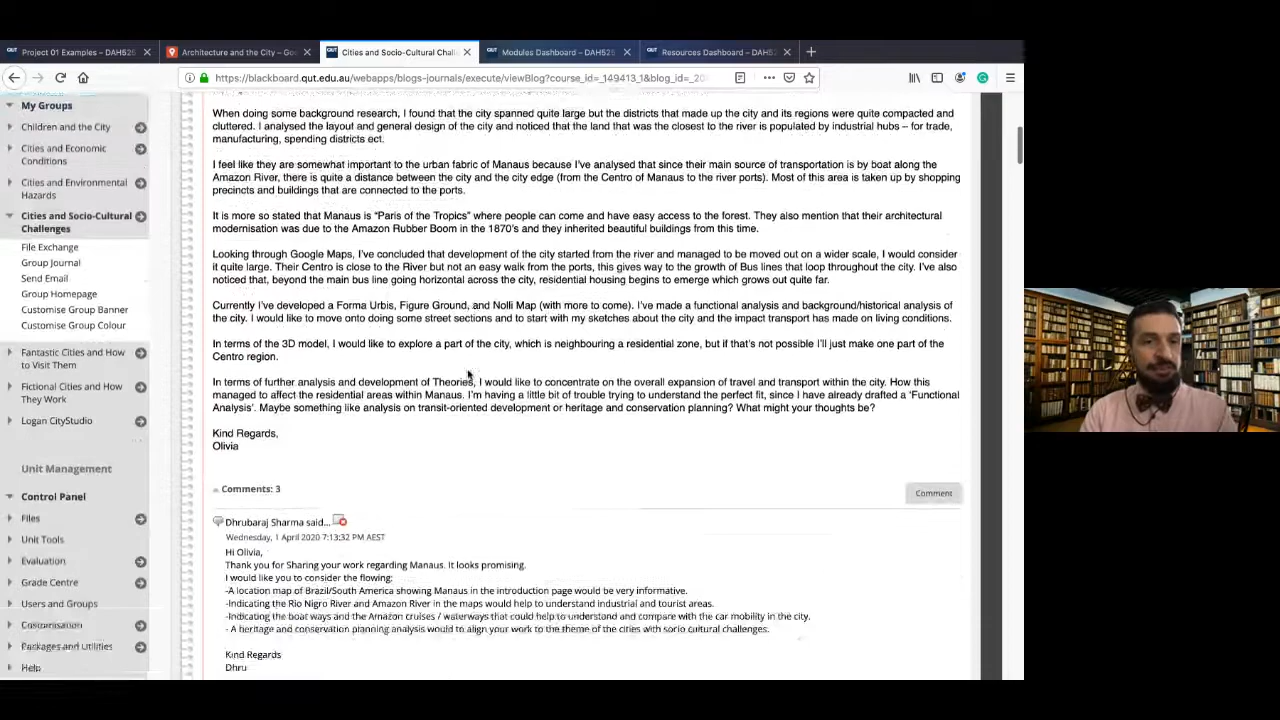 Project 01 Examples – DAH525
Architecture and the City – Goo
Cities and Socio-Cultural Challe
Modules Dashboard – DAH525
Resources Dashboard – DAH52
https://blackboard.qut.edu.au/webapps/blogs-journals/execute/viewBlog?course_id=_149413_1&blog_id=_20
My Groups
Children and the City
Cities and Economic
Conditions
Cities and Environmental
Hazards
Cities and Socio-Cultural
Challenges
File Exchange
Group Journal
Send Email
Group Homepage
Customise Group Banner
Customise Group Colour
Fantastic Cities and How
to Visit Them
Fictional Cities and How
They Work
Logan CityStudio
Unit Management
Control Panel
Files
Unit Tools
Evaluation
Grade Centre
Users and Groups
Customisation
Packages and Utilities
Help
When doing some background research, I found that the city spanned quite large but the districts that made up the city and its regions were quite compacted and
cluttered. I analysed the layout and general design of the city and noticed that the land that was the closest to the river is populated by industrial hubs – for trade,
manufacturing, spending districts ect.
I feel like they are somewhat important to the urban fabric of Manaus because I've analysed that since their main source of transportation is by boat along the
Amazon River, there is quite a distance between the city and the city edge (from the Centro of Manaus to the river ports). Most of this area is taken up by shopping
precincts and buildings that are connected to the ports.
It is more so stated that Manaus is "Paris of the Tropics" where people can come and have easy access to the forest. They also mention that their architectural
modernisation was due to the Amazon Rubber Boom in the 1870's and they inherited beautiful buildings from this time.
Looking through Google Maps, I've concluded that development of the city started from the river and managed to be moved out on a wider scale, I would consider
it quite large. Their Centro is close to the River but not an easy walk from the ports, this gives way to the growth of Bus lines that loop throughout the city. I've also
noticed that, beyond the main bus line going horizontal across the city, residential housing begins to emerge which grows out quite far.
Currently I've developed a Forma Urbis, Figure Ground, and Nolli Map (with more to come). I've made a functional analysis and background/historical analysis of
the city. I would like to move onto doing some street sections and to start with my sketches about the city and the impact transport has made on living conditions.
In terms of the 3D model, I would like to explore a part of the city, which is neighbouring a residential zone, but if that's not possible I'll just make one part of the
Centro region.
In terms of further analysis and development of Theories, I would like to concentrate on the overall expansion of travel and transport within the city. How this
managed to affect the residential areas within Manaus. I'm having a little bit of trouble trying to understand the perfect fit, since I have already drafted a 'Functional
Analysis'. Maybe something like analysis on transit-oriented development or heritage and conservation planning? What might your thoughts be?
Kind Regards,
Olivia
Comments: 3
Comment
Dhrubaraj Sharma said...
Wednesday, 1 April 2020 7:13:32 PM AEST
Hi Olivia,
Thank you for Sharing your work regarding Manaus. It looks promising.
I would like you to consider the flowing:
-A location map of Brazil/South America showing Manaus in the introduction page would be very informative.
-Indicating the Rio Nigro River and Amazon River in the maps would help to understand industrial and tourist areas.
-Indicating the boat ways and the Amazon cruises / waterways that could help to understand and compare with the car mobility in the city.
- A heritage and conservation planning analysis would to align your work to the theme of the cities with sorio cultural challenges.
Kind Regards
Dhru